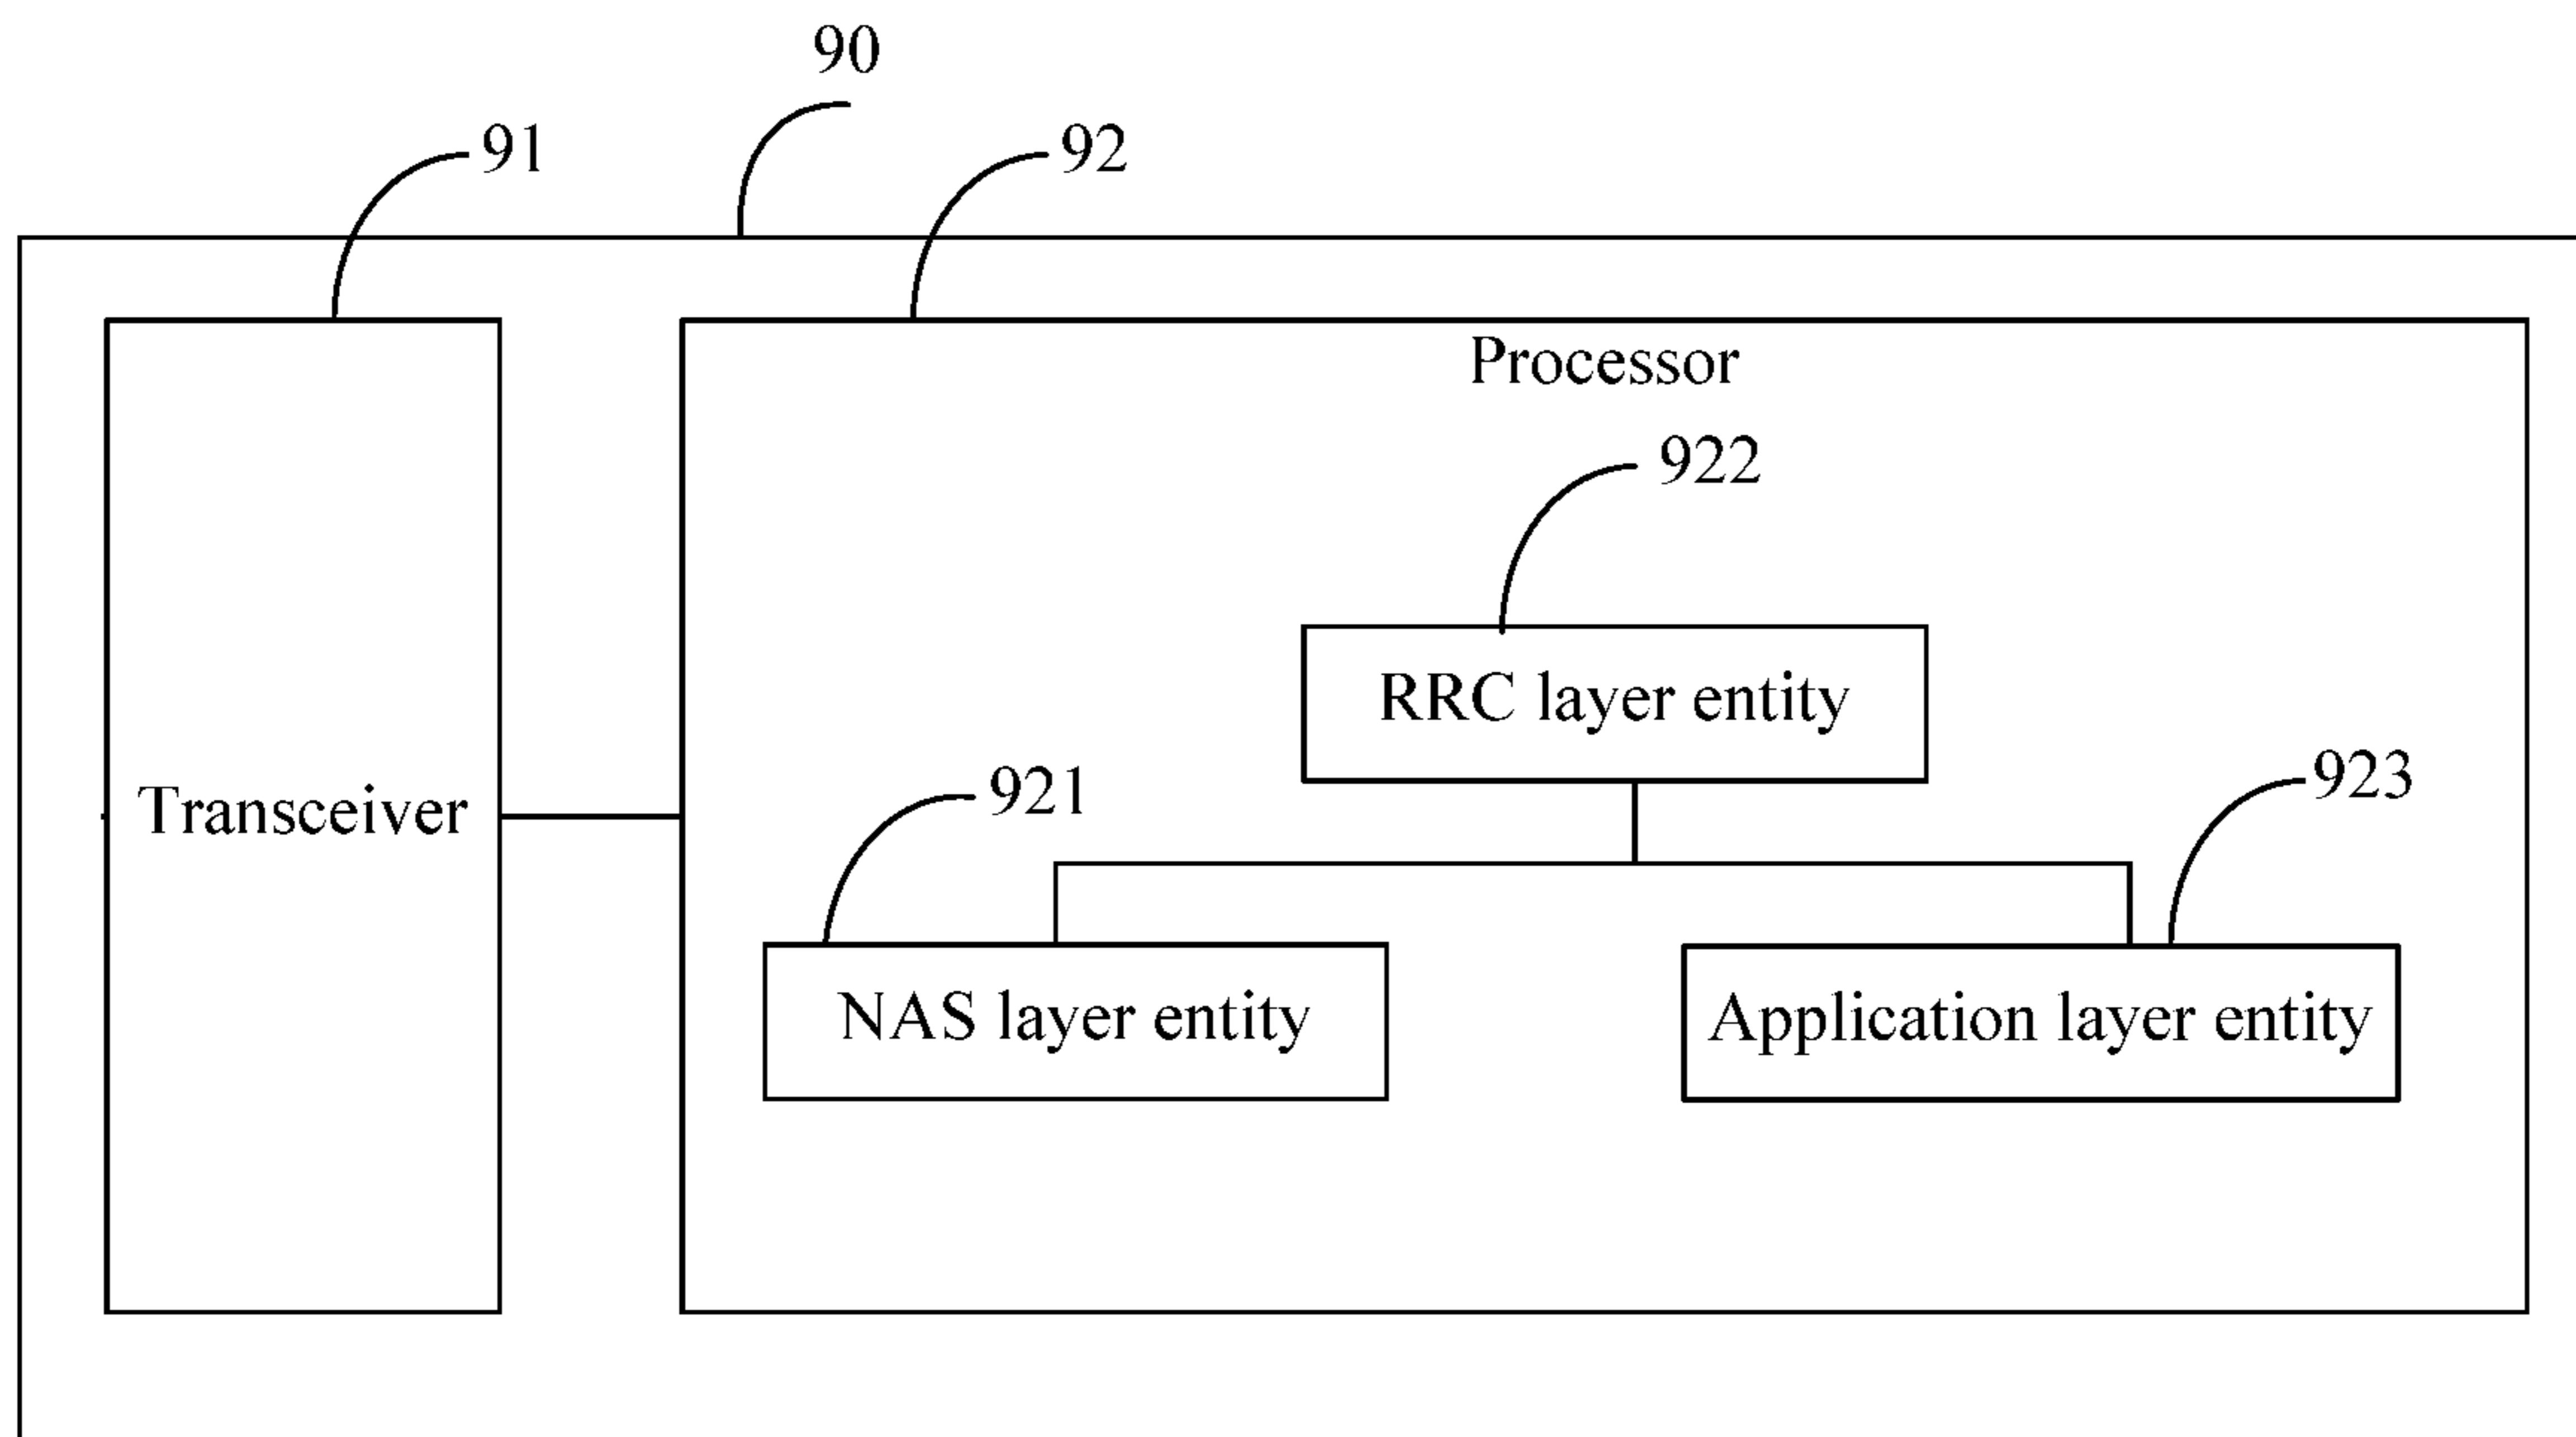 90
91
92
Processor
922
RRC layer entity
921
923
Transceiver
NAS layer entity
Application layer entity